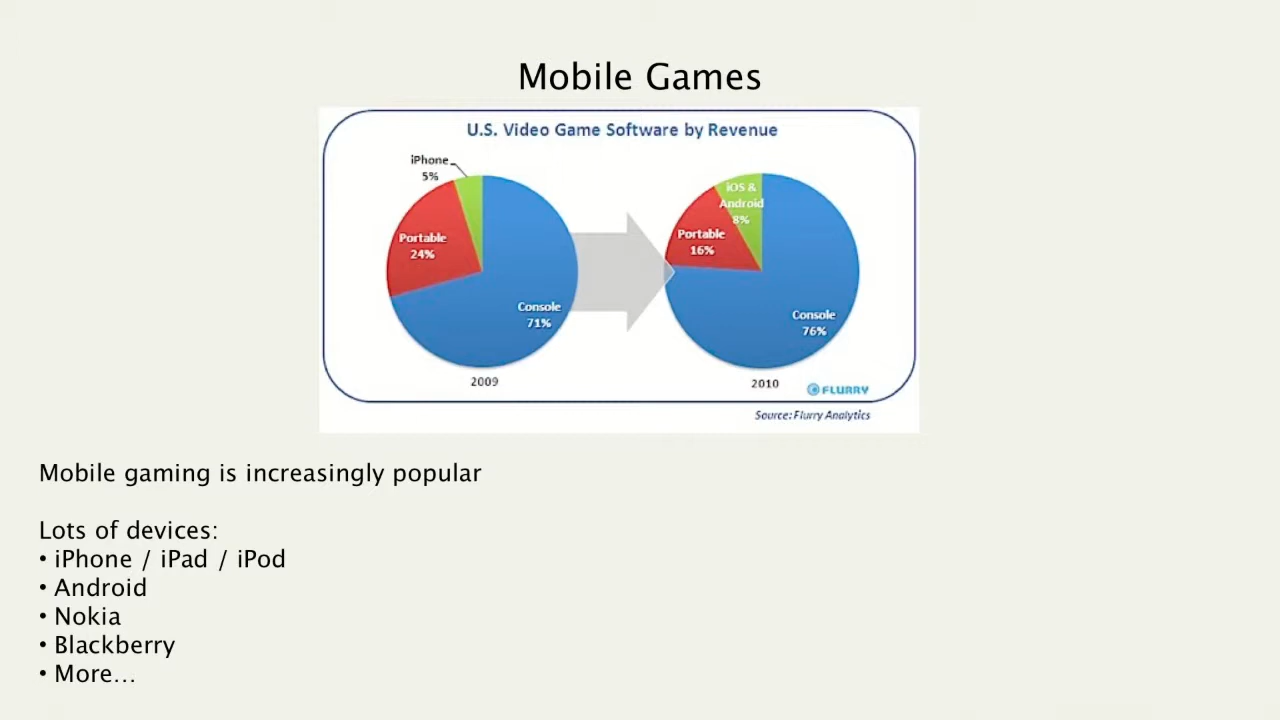 Mobile Games
U.S. Video Game Software by Revenue
iPhone
5%
Portable
24%
Console
71%
2009
iOS &
Android
8%
Portable
16%
Console
76%
2010
FLURRY
Source: Flurry Analytics
Mobile gaming is increasingly popular
Lots of devices:
• iPhone / iPad / iPod
• Android
• Nokia
• Blackberry
• More…